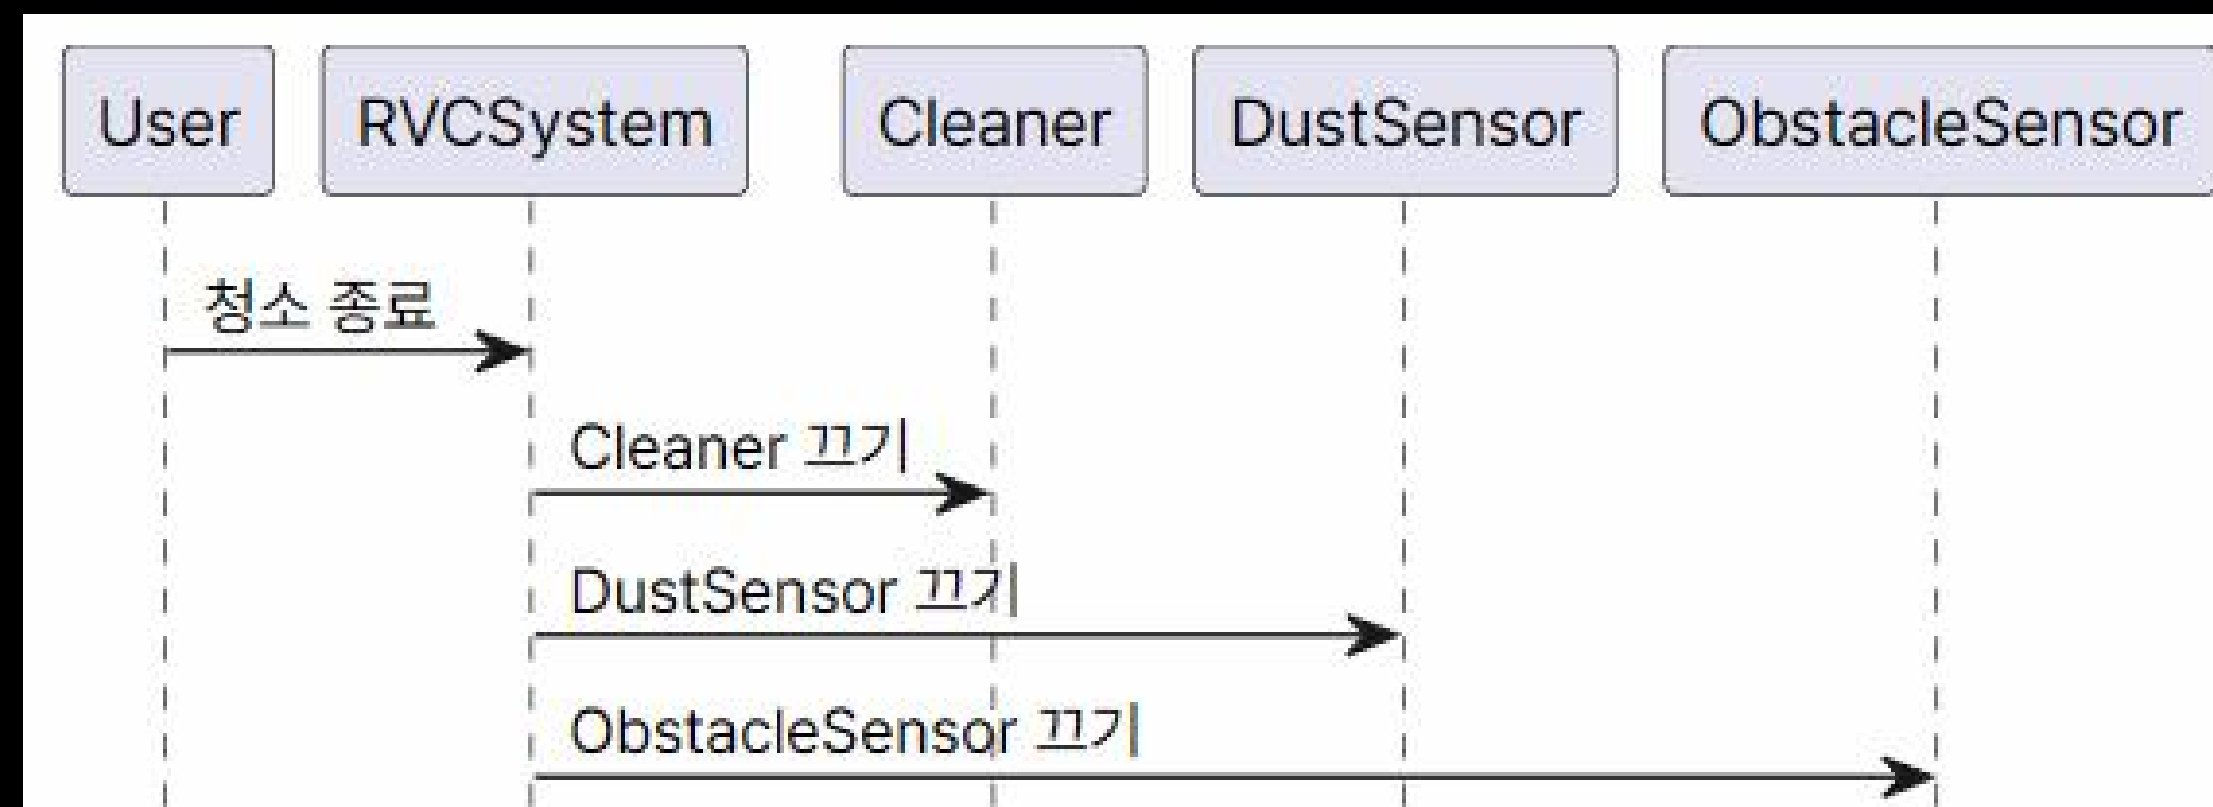 User RVCSystem Cleaner DustSensor ObstacleSensor
청소 종료
Cleaner 끄기
DustSensor 끄기
ObstacleSensor 끄기